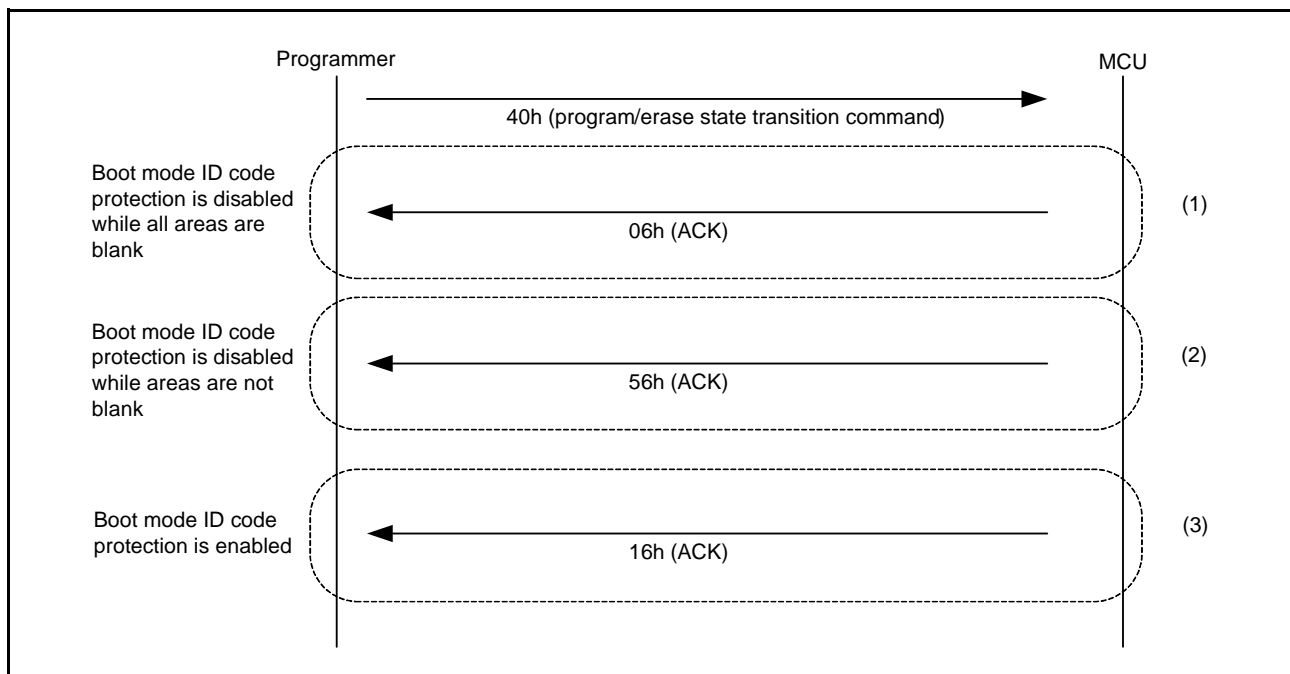 Programmer
MCU
40h (program/erase state transition command)
Boot mode ID code
protection is disabled
while all areas are
blank
06h (ACK)
(1)
Boot mode ID code
protection is disabled
while areas are not
blank
56h (ACK)
(2)
Boot mode ID code
protection is enabled
16h (ACK)
(3)